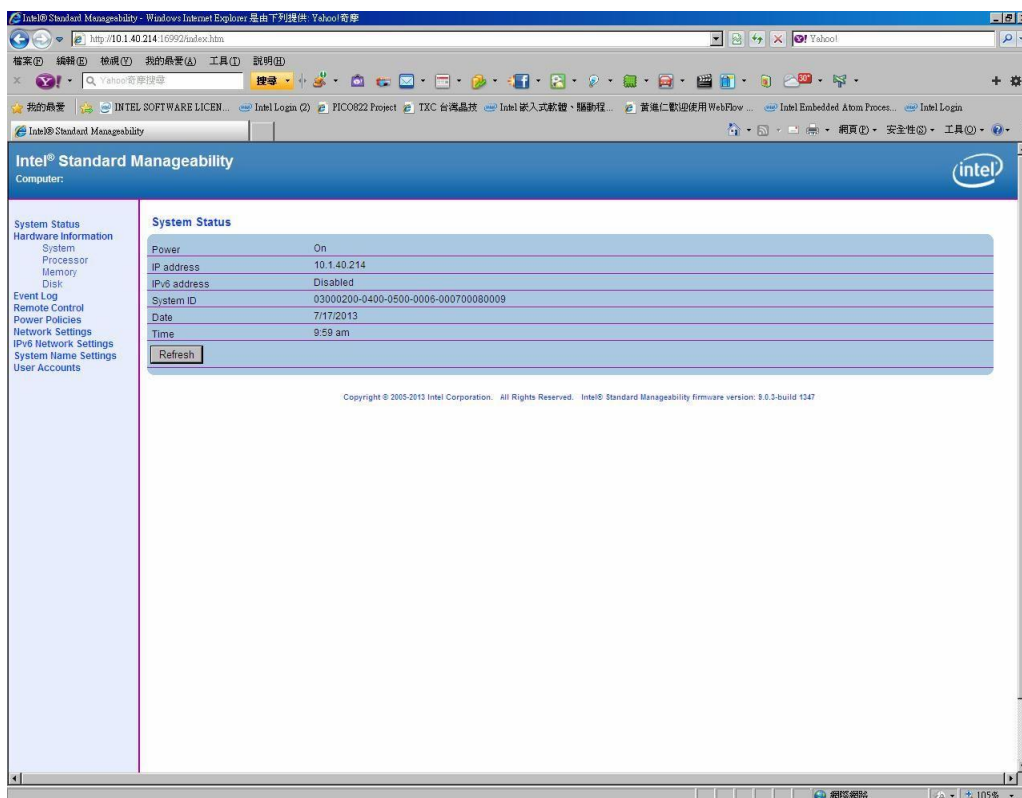 Intel® Standard Manageability - Windows Internet Explorer 是由下列提供: Yahoo!奇摩
http://10.1.40.214:16992/index.htm
Yahoo!
檔案(F) 編輯(E) 檢視(V) 我的最愛(A) 工具(T) 說明(H)
Y! Yahoo!奇摩搜尋 搜尋 30°
我的最愛 INTEL SOFTWARE LICEN... Intel Login (2) PICO822 Project TXC 台灣晶技 Intel 嵌入式軟體、驅動程... 黃進仁歡迎使用 WebFlow ... Intel Embedded Atom Proces... Intel Login
Intel® Standard Manageability
網頁(P) 安全性(S) 工具(O)
Intel® Standard Manageability
Computer:
intel
System Status
Hardware Information
System
Processor
Memory
Disk
Event Log
Remote Control
Power Policies
Network Settings
IPv6 Network Settings
System Name Settings
User Accounts
System Status
Power On
IP address 10.1.40.214
IPv6 address Disabled
System ID 03000200-0400-0500-0006-000700080009
Date 7/17/2013
Time 9:59 am
Refresh
Copyright © 2005-2013 Intel Corporation. All Rights Reserved. Intel® Standard Manageability firmware version: 9.0.3-build 1347
網際網路 105%